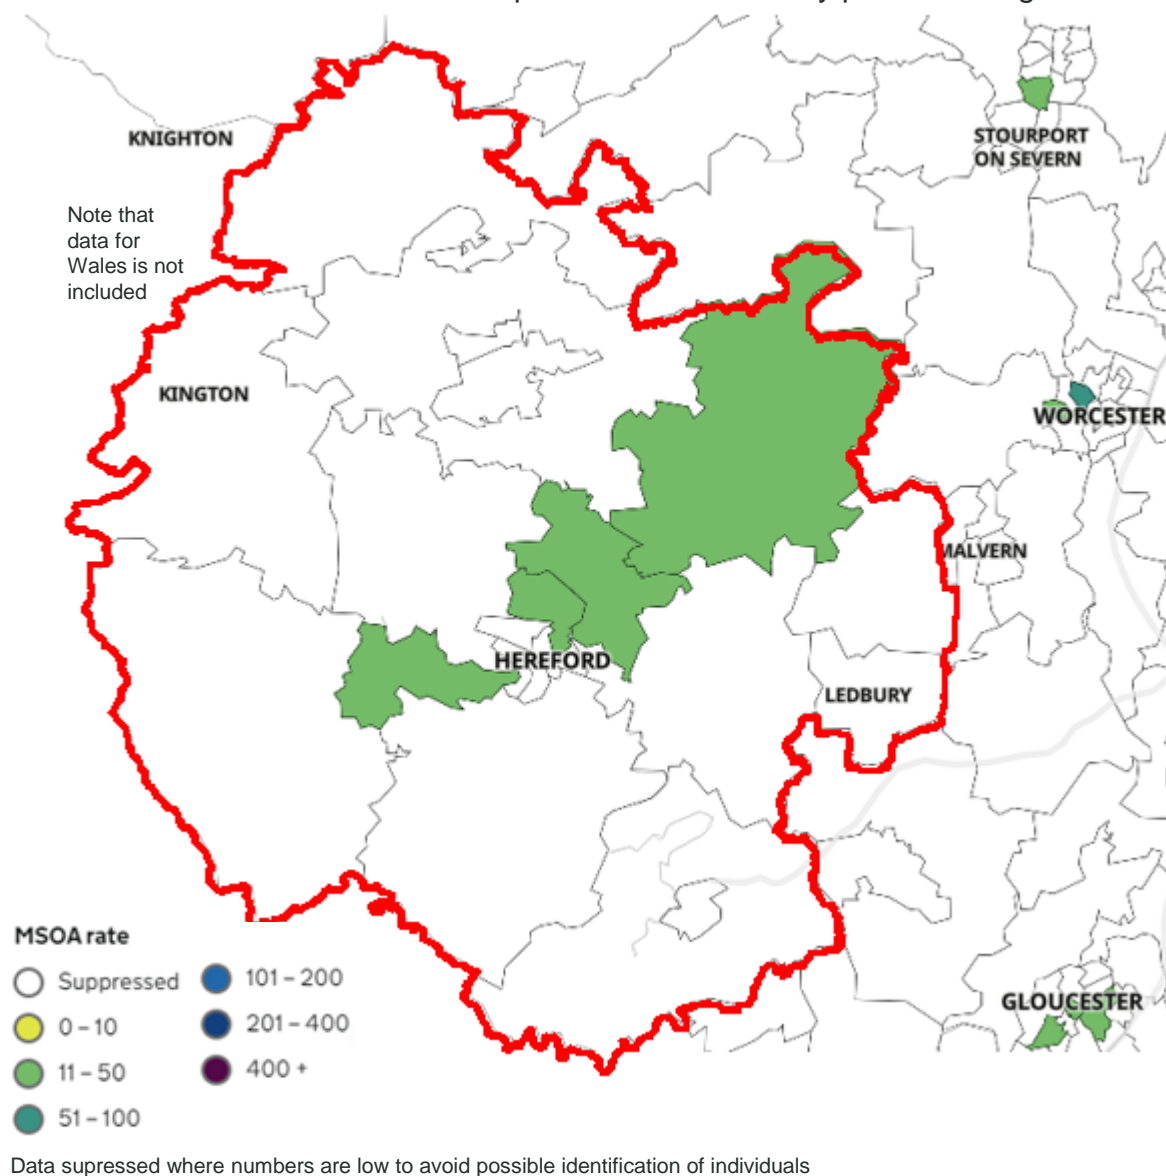 KNIGHTON
STOURPORT
ON SEVERN
Note that
data for
Wales is not
included
KINGTON
WORCESTER
MALVERN
HEREFORD
LEDBURY
GLOUCESTER
MSOA rate
Suppressed
0 – 10
11 – 50
51 – 100
101 – 200
201 – 400
400 +
Data supressed where numbers are low to avoid possible identification of individuals